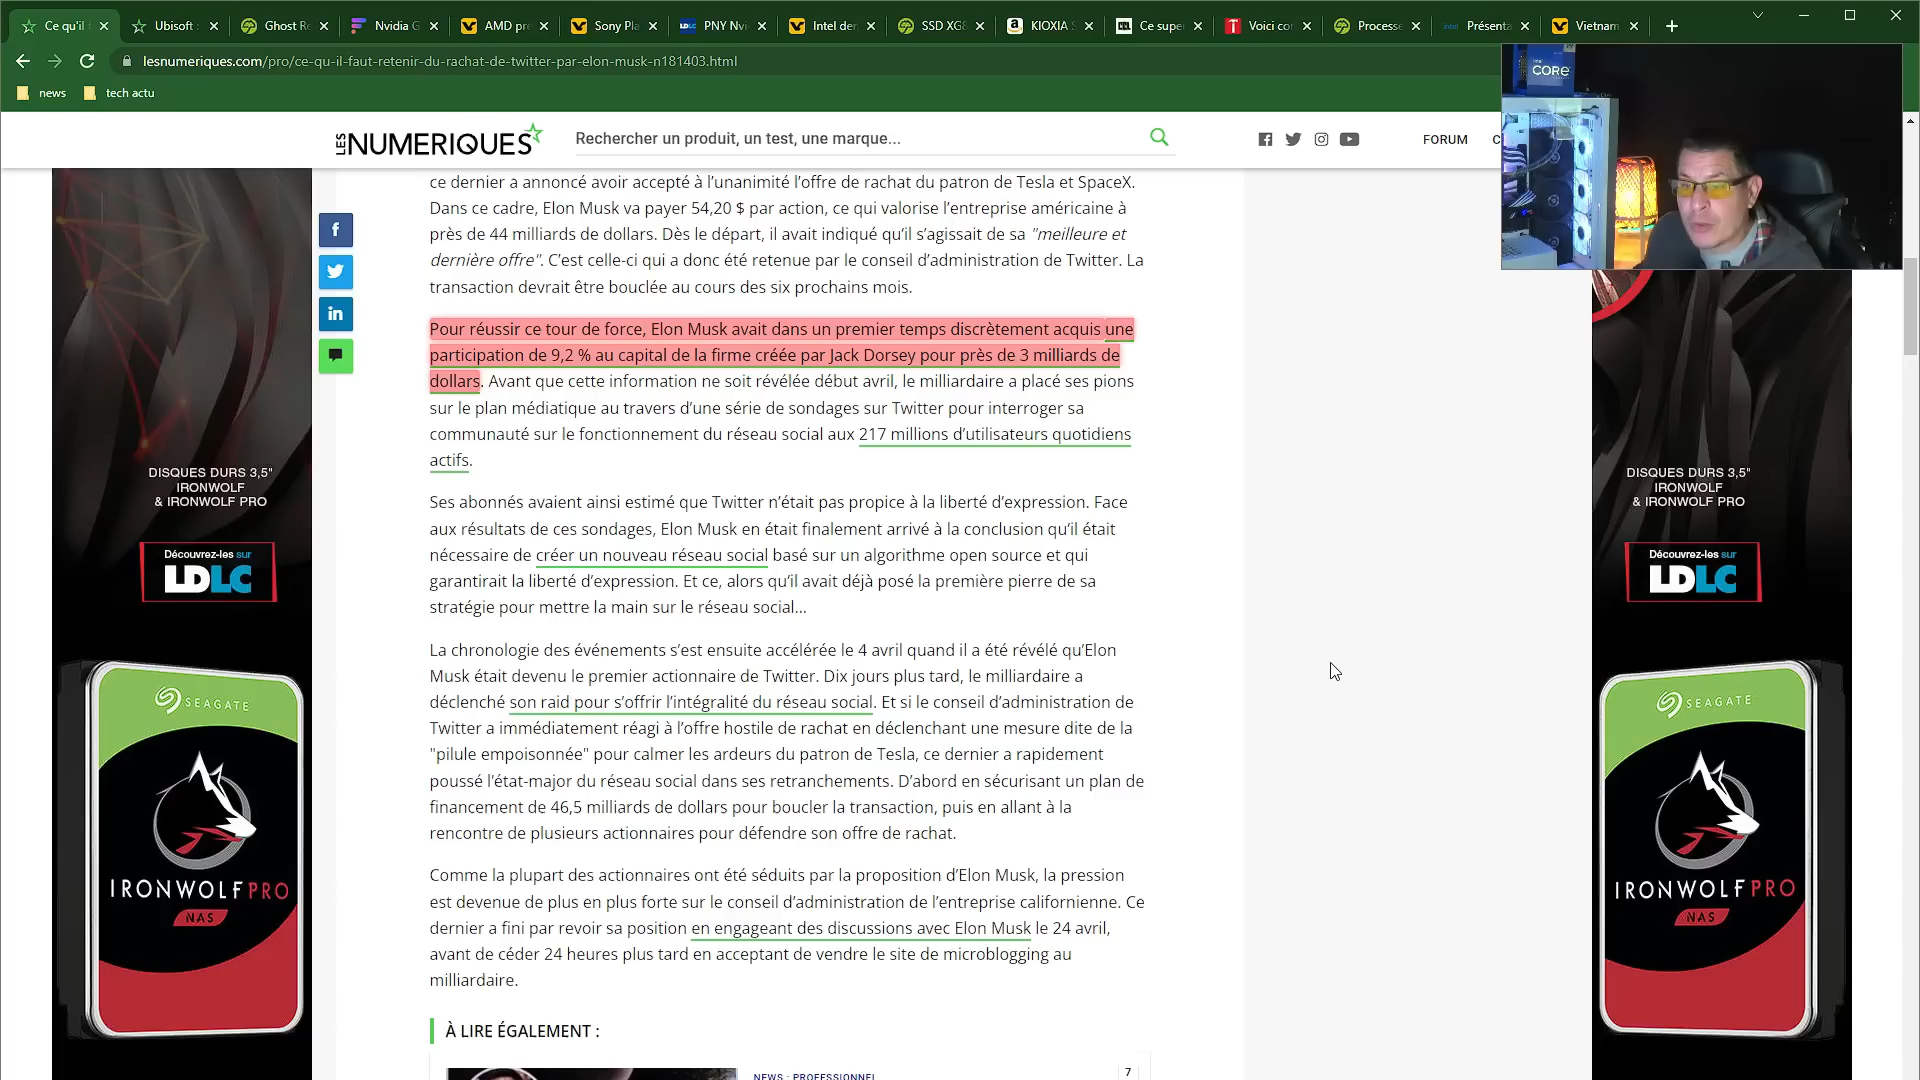 Ce qu'il f
Ubisoft :
Ghost Re
Nvidia G
AMD pré
Sony Pla
PNY Nvi
Intel der
SSD XG8
KIOXIA S
Ce supe
Voici cor
Processe
Présenta
Vietnam
lesnumeriques.com/pro/ce-qu-il-faut-retenir-du-rachat-de-twitter-par-elon-musk-n181403.html
news
tech actu
CORE
LES NUMERIQUES
Rechercher un produit, un test, une marque...
FORUM
C
ce dernier a annoncé avoir accepté à l'unanimité l'offre de rachat du patron de Tesla et SpaceX.
Dans ce cadre, Elon Musk va payer 54,20 $ par action, ce qui valorise l'entreprise américaine à
près de 44 milliards de dollars. Dès le départ, il avait indiqué qu'il s'agissait de sa "meilleure et
dernière offre". C'est celle-ci qui a donc été retenue par le conseil d'administration de Twitter. La
transaction devrait être bouclée au cours des six prochains mois.
Pour réussir ce tour de force, Elon Musk avait dans un premier temps discrètement acquis une
participation de 9,2 % au capital de la firme créée par Jack Dorsey pour près de 3 milliards de
dollars. Avant que cette information ne soit révélée début avril, le milliardaire a placé ses pions
sur le plan médiatique au travers d'une série de sondages sur Twitter pour interroger sa
communauté sur le fonctionnement du réseau social aux 217 millions d'utilisateurs quotidiens
actifs.
Ses abonnés avaient ainsi estimé que Twitter n'était pas propice à la liberté d'expression. Face
aux résultats de ces sondages, Elon Musk en était finalement arrivé à la conclusion qu'il était
nécessaire de créer un nouveau réseau social basé sur un algorithme open source et qui
garantirait la liberté d'expression. Et ce, alors qu'il avait déjà posé la première pierre de sa
stratégie pour mettre la main sur le réseau social...
La chronologie des événements s'est ensuite accélérée le 4 avril quand il a été révélé qu'Elon
Musk était devenu le premier actionnaire de Twitter. Dix jours plus tard, le milliardaire a
déclenché son raid pour s'offrir l'intégralité du réseau social. Et si le conseil d'administration de
Twitter a immédiatement réagi à l'offre hostile de rachat en déclenchant une mesure dite de la
"pilule empoisonnée" pour calmer les ardeurs du patron de Tesla, ce dernier a rapidement
poussé l'état-major du réseau social dans ses retranchements. D'abord en sécurisant un plan de
financement de 46,5 milliards de dollars pour boucler la transaction, puis en allant à la
rencontre de plusieurs actionnaires pour défendre son offre de rachat.
Comme la plupart des actionnaires ont été séduits par la proposition d'Elon Musk, la pression
est devenue de plus en plus forte sur le conseil d'administration de l'entreprise californienne. Ce
dernier a fini par revoir sa position en engageant des discussions avec Elon Musk le 24 avril,
avant de céder 24 heures plus tard en acceptant de vendre le site de microblogging au
milliardaire.
À LIRE ÉGALEMENT :
NEWS : PROFESSIONNEL
7
DISQUES DURS 3,5"
IRONWOLF
& IRONWOLF PRO
Découvrez-les sur
LDLC
SEAGATE
IRONWOLF PRO
NAS
DISQUES DURS 3,5"
IRONWOLF
& IRONWOLF PRO
Découvrez-les sur
LDLC
SEAGATE
IRONWOLF PRO
NAS